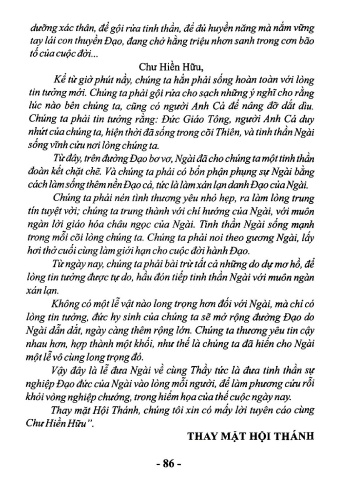 dưỡng xác thân, để gội rửa tinh thần, để đủ huyền năng mà nắm vững
tay lái con thuyền Đạo, đang chở hằng triệu nhơn sanh trong cơn bão
tố của cuộc đời...
Chư Hiền Hữu,
Kể từ giờ phút nầy, chúng ta hằn phải sống hoàn toàn với lòng
tin tưởng mới. Chúng ta phải gội rửa cho sạch những ý nghĩ cho rằng
lúc nào bên chúng ta, cũng có người Anh Cả để nâng đỡ dắt dìu.
Chúng ta phải tin tưởng rằng: Đức Giáo Tông, người Anh Cả duy
nhứt của chúng ta, hiện thời đã sống trong cõi Thiên, và tinh thần Ngài
sống vĩnh cửu nơi lòng chúng ta.
Từ đây, trên đường Đạo bơ vơ, Ngài đã cho chúng ta một tinh thần
đoàn kết chặt chẽ. Và chúng ta phải có bổn phận phụng sự Ngài bằng
cách làm sống thêm nền Đạo cả, tức là làm xán lạn danh Đạo của Ngài.
Chúng ta phải nén tình thương yêu nhỏ hẹp, ra làm lòng trung
tín tuyệt vời; chúng ta trung thành với chí hướng của Ngài, với muôn
ngàn lời giáo hóa châu ngọc của Ngài. Tinh thần Ngài sống mạnh
trong mỗi cõi lòng chúng ta. Chúng ta phải noi theo gương Ngài, lấy
hơi thở cuối cùng làm giới hạn cho cuộc đời hành Đạo.
Từ ngày nay, chúng ta phải bài trừ tất cả những do dự mơ hồ, để
lòng tin tưởng được tự do, hầu đón tiếp tinh thần Ngài với muôn ngàn
xán lạn.
Không có một lễ vật nào long trọng hơn đối với Ngài, mà chỉ có
lòng tin tưởng, đức hy sinh của chúng ta sẽ mở rộng đường Đạo do
Ngài dẫn dắt, ngày càng thêm rộng lớn. Chúng ta thương yêu tin cậy
nhau hơn, hợp thành một khối, như thế là chúng ta đã hiến cho Ngài
một lễ vô cùng long trọng đó.
Vậy đây là lễ đưa Ngài về cùng Thầy tức là đưa tinh thần sự
nghiệp Đạo đức của Ngài vào lòng mỗi người, để làm phương cứu rỗi
khỏi vòng nghiệp chướng, trong hiểm họa của thế cuộc ngày nay.
Thay mặt Hội Thánh, chúng tôi xin có mấy lời tuyên cáo cùng
Chư Hiền Hữu”.
THAY MẶT HỘI THÁNH
- 86 -